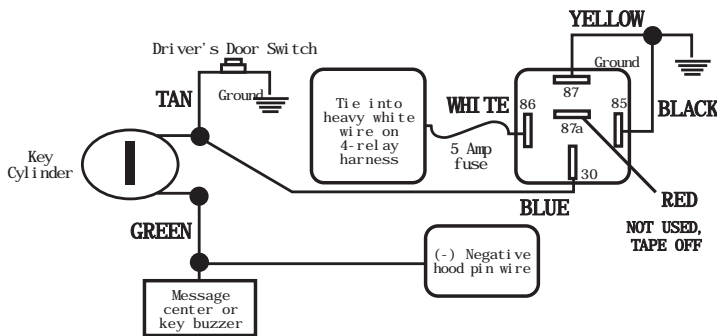 YELLOW
Driver's Door Switch
Ground
87
TAN
Ground
Tie into
heavy white
wire on
4-relay
harness
WHITE
86
85
BLACK
87a
5 Amp
fuse
Key
Cylinder
30
RED
BLUE
NOT USED,
TAPE OFF
GREEN
(-) Negative
hood pin wire
Message
center or
key buzzer